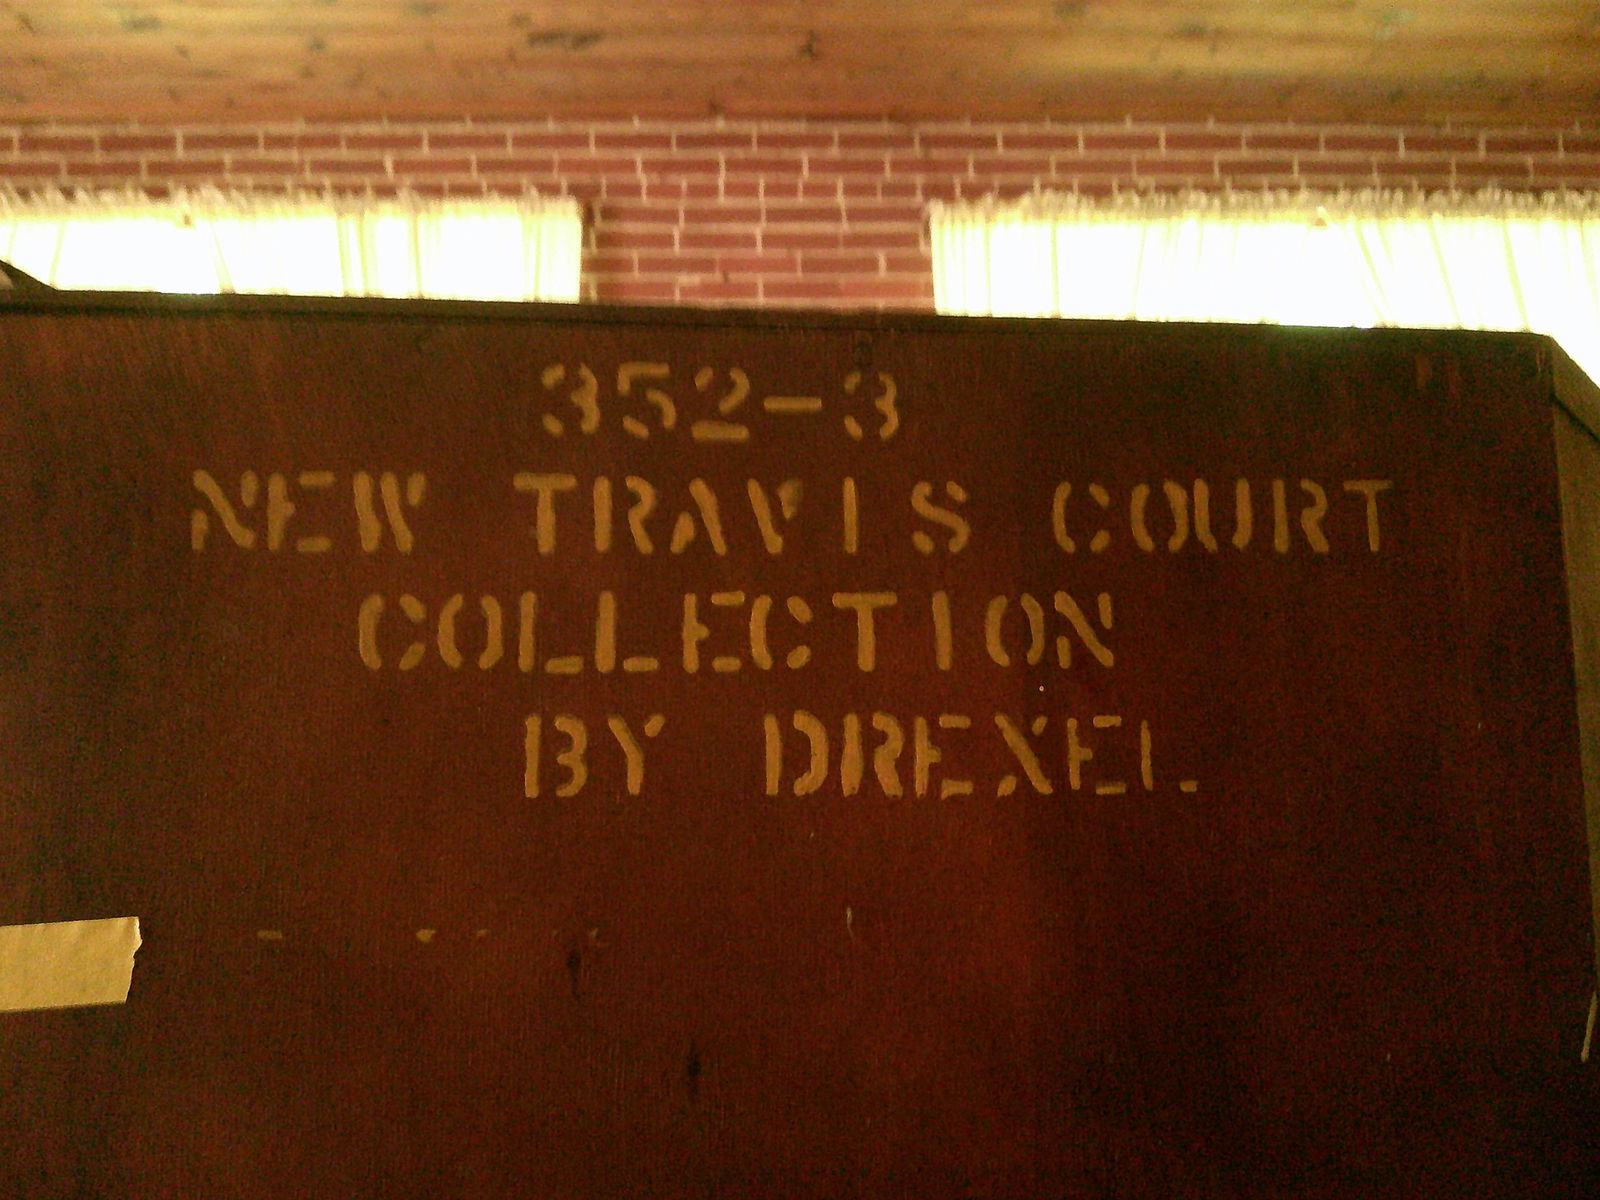 352-3
NEW TRAVIS COURT
COLLECTION
BY DREXEL